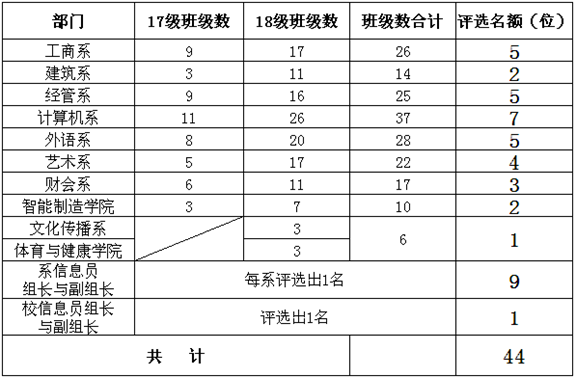 部门 17级班级数 18级班级数 班级数合计 评选名额（位）
工商系 9 17 26 5
建筑系 3 11 14 2
经管系 9 16 25 5
计算机系 11 26 37 7
外语系 8 20 28 5
艺术系 5 17 22 4
财会系 6 11 17 3
智能制造学院 3 7 10 2
文化传播系 3 6 1
体育与健康学院 3
系信息员
组长与副组长 每系评选出1名 9
校信息员组长
与副组长 评选出1名 1
共 计 44